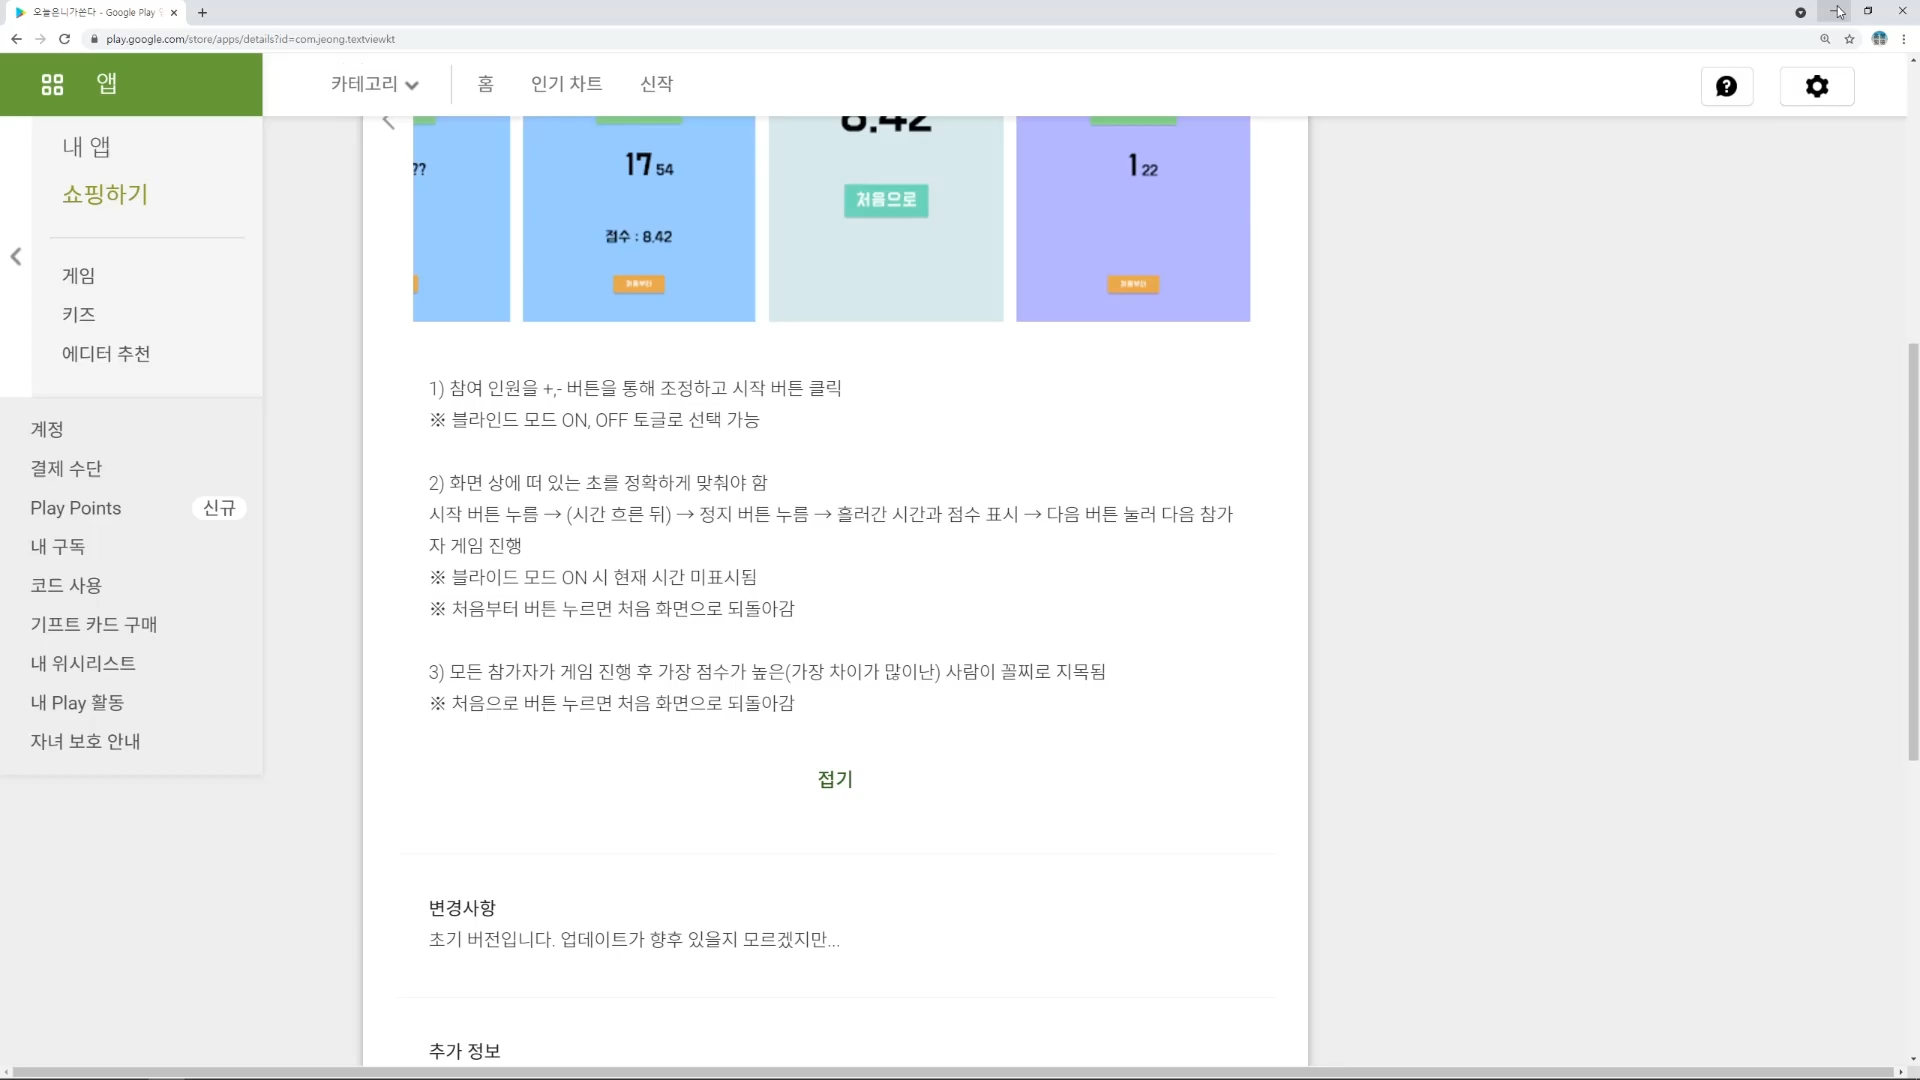 오늘은니가쏜다 - Google Play
play.google.com/store/apps/details?id=com.jeong.textviewkt
앱
카테고리
홈
인기 차트
신작
내 앱
쇼핑하기
게임
키즈
에디터 추천
계정
결제 수단
Play Points
신규
내 구독
코드 사용
기프트 카드 구매
내 위시리스트
내 Play 활동
자녀 보호 안내
??
17 54
점수 : 8.42
처음부터
8.42
처음으로
1 22
처음부터
1) 참여 인원을 +,- 버튼을 통해 조정하고 시작 버튼 클릭
※ 블라인드 모드 ON, OFF 토글로 선택 가능
2) 화면 상에 떠 있는 초를 정확하게 맞춰야 함
시작 버튼 누름 → (시간 흐른 뒤) → 정지 버튼 누름 → 흘러간 시간과 점수 표시 → 다음 버튼 눌러 다음 참가
자 게임 진행
※ 블라이드 모드 ON 시 현재 시간 미표시됨
※ 처음부터 버튼 누르면 처음 화면으로 되돌아감
3) 모든 참가자가 게임 진행 후 가장 점수가 높은(가장 차이가 많이난) 사람이 꼴찌로 지목됨
※ 처음으로 버튼 누르면 처음 화면으로 되돌아감
접기
변경사항
초기 버전입니다. 업데이트가 향후 있을지 모르겠지만...
추가 정보